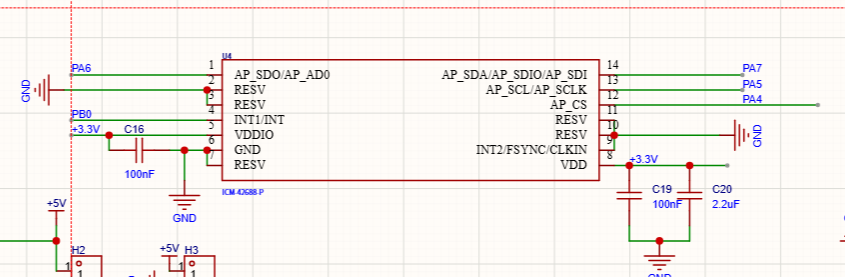 U4
PA6
1
AP_SDO/AP_AD0
AP_SDA/AP_SDIO/AP_SDI
14
PA7
GND
2
RESV
AP_SCL/AP_SCLK
13
PA5
3
RESV
AP_CS
12
PA4
PB0
4
INT1/INT
RESV
11
+3.3V
C16
5
VDDIO
RESV
10
GND
6
GND
INT2/FSYNC/CLKIN
9
7
RESV
VDD
8
+3.3V
100nF
ICM-42688-P
C19
100nF
C20
2.2uF
GND
+5V
H2
+5V
H3
1
1
1
1
GND